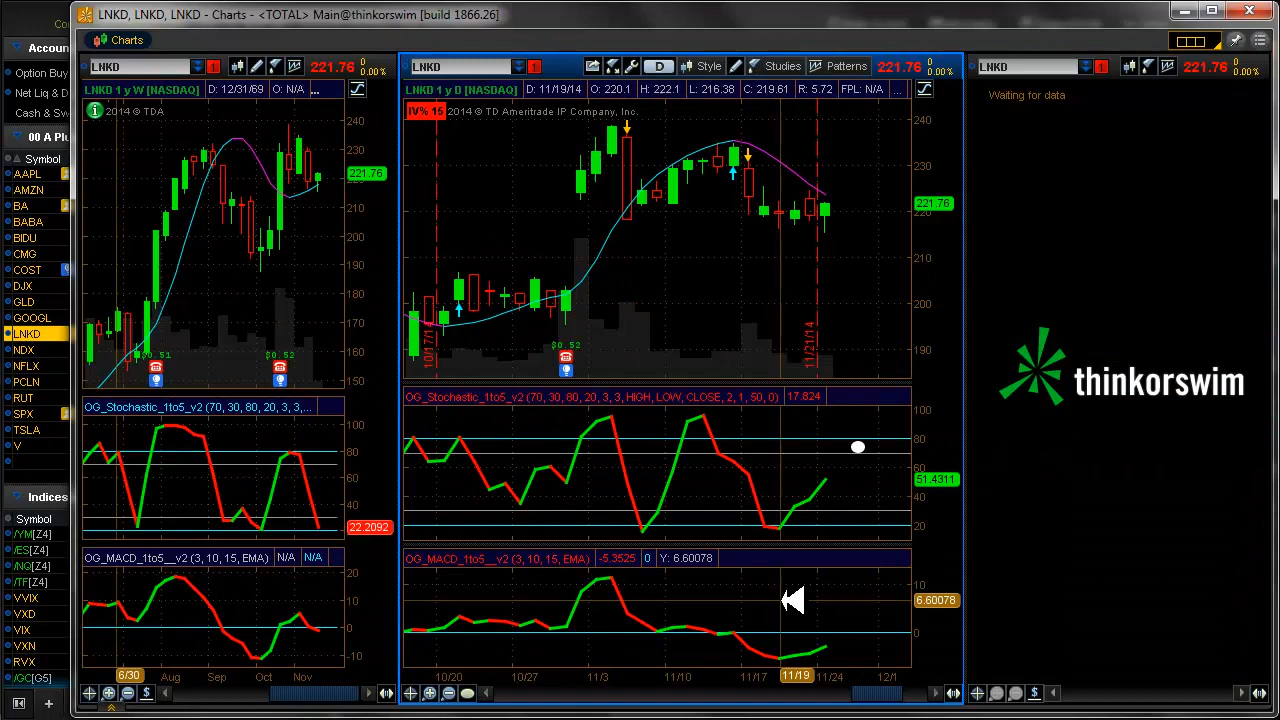 LNKD, LNKD, LNKD - Charts - <TOTAL> Main@thinkorswim [build 1866.26]
Charts
Accoun
Option Buy
Net Liq & D
Cash & Sw
00 A Plu
Symbol
AAPL
AMZN
BA
BABA
BIDU
CMG
COST
DJX
GLD
GOOGL
LNKD
NDX
NFLX
PCLN
RUT
SPX
TSLA
V
Indices
Symbol
/YM[Z4]
/ES[Z4]
/NQ[Z4]
/TF[Z4]
VVIX
VXD
VIX
VXN
RVX
/GC[G5]
LNKD 1 221.76 0 0.00%
LNKD 1 y W [NASDAQ] D: 12/31/69 O: N/A ...
2014 © TDA
240
220
210
200
190
180
170
160
150
221.76
$0.51
$0.52
OG_Stochastic_1to5_v2 (70, 30, 80, 20, 3, 3,...
100
80
60
40
22.2092
OG_MACD_1to5__v2 (3, 10, 15, EMA) N/A N/A
20
10
0
-10
6/30 Aug Sep Oct Nov
LNKD 1 D Style Studies Patterns 221.76 0 0.00%
LNKD 1 y D [NASDAQ] D: 11/19/14 O: 220.1 H: 222.1 L: 216.38 C: 219.61 R: 5.72 FPL: N/A ...
IV% 15 2014 © TD Ameritrade IP Company, Inc.
240
230
221.76
220
210
200
190
10/17/14
11/21/14
$0.52
OG_Stochastic_1to5_v2 (70, 30, 80, 20, 3, 3, HIGH, LOW, CLOSE, 2, 1, 50, 0) 17.824
100
80
60
51.4311
40
20
OG_MACD_1to5__v2 (3, 10, 15, EMA) -5.3525 0 Y: 6.60078
10
6.60078
0
10/20 10/27 11/3 11/10 11/17 11/19 11/24 12/1
LNKD 1 221.76 0 0.00%
Waiting for data
thinkorswim